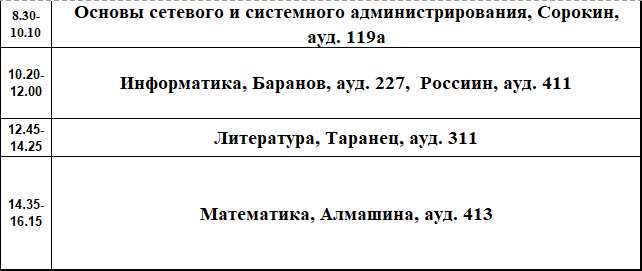 8.30-
10.10
Основы сетевого и системного администрирования, Сорокин,
ауд. 119а
10.20-
12.00
Информатика, Баранов, ауд. 227, Россиин, ауд. 411
12.45-
14.25
Литература, Таранец, ауд. 311
14.35-
16.15
Математика, Алмашина, ауд. 413